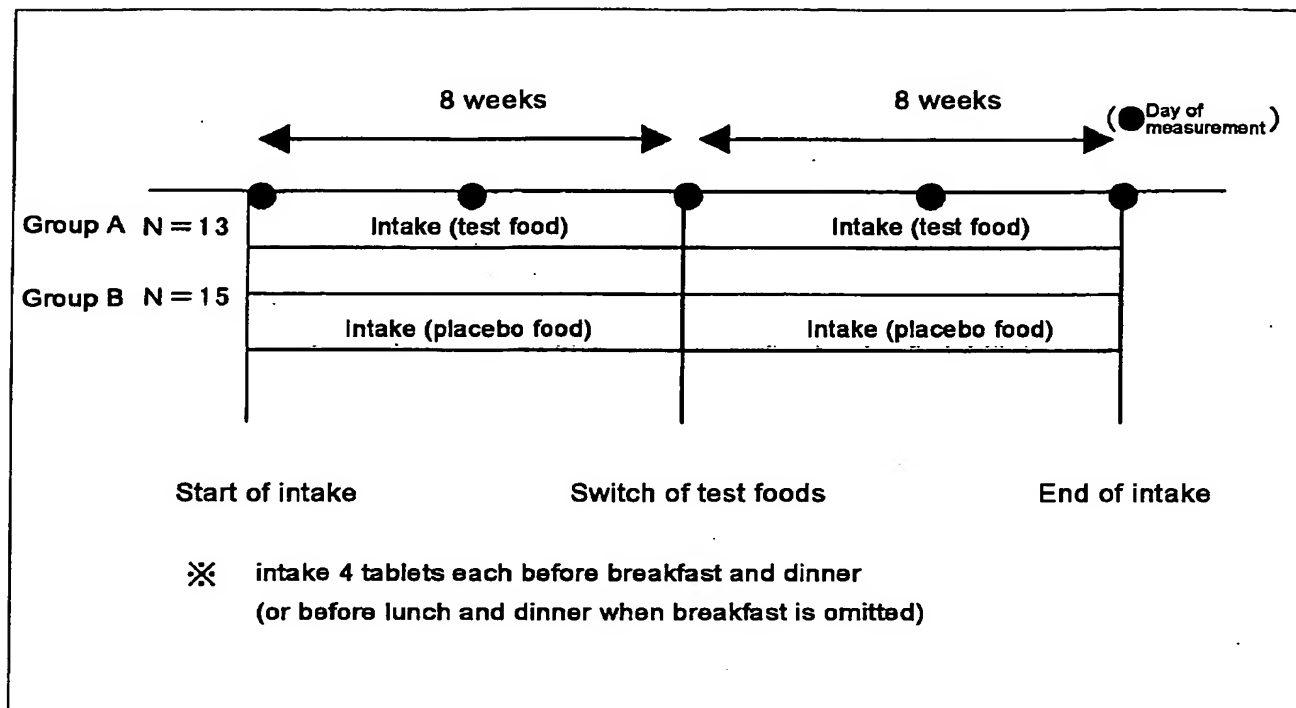 8 weeks
8 weeks
(●Day of measurement)
Group A N=13
Intake (test food)
Intake (test food)
Group B N=15
Intake (placebo food)
Intake (placebo food)
Start of intake
Switch of test foods
End of intake
※ intake 4 tablets each before breakfast and dinner
(or before lunch and dinner when breakfast is omitted)